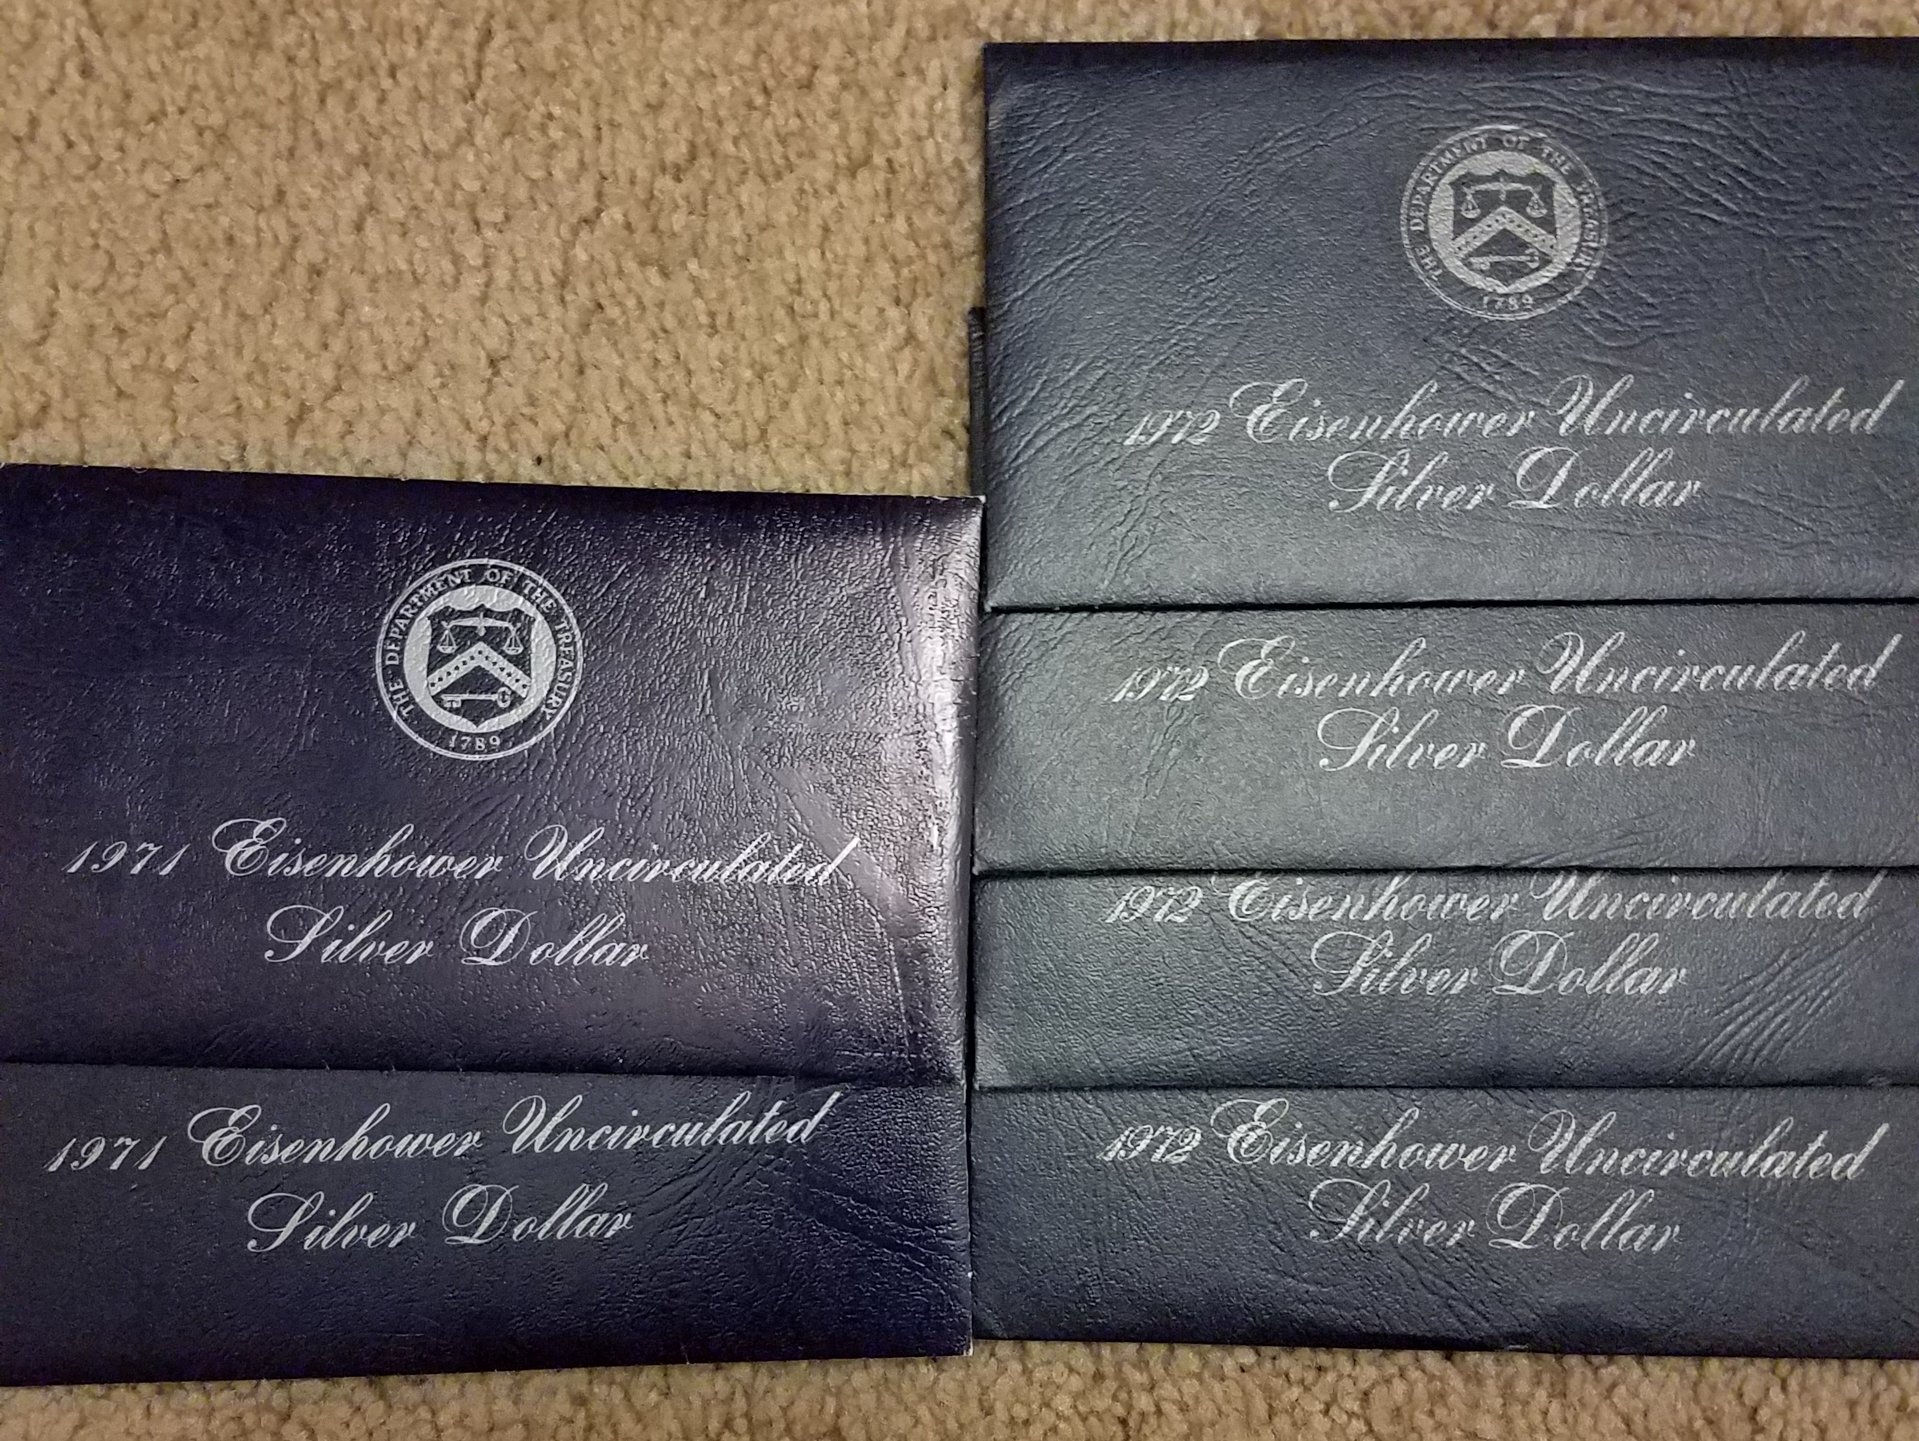 THE DEPARTMENT OF THE TREASURY
1789
1971 Eisenhower Uncirculated
Silver Dollar
1971 Eisenhower Uncirculated
Silver Dollar
THE DEPARTMENT OF THE TREASURY
1789
1972 Eisenhower Uncirculated
Silver Dollar
1972 Eisenhower Uncirculated
Silver Dollar
1972 Eisenhower Uncirculated
Silver Dollar
1972 Eisenhower Uncirculated
Silver Dollar